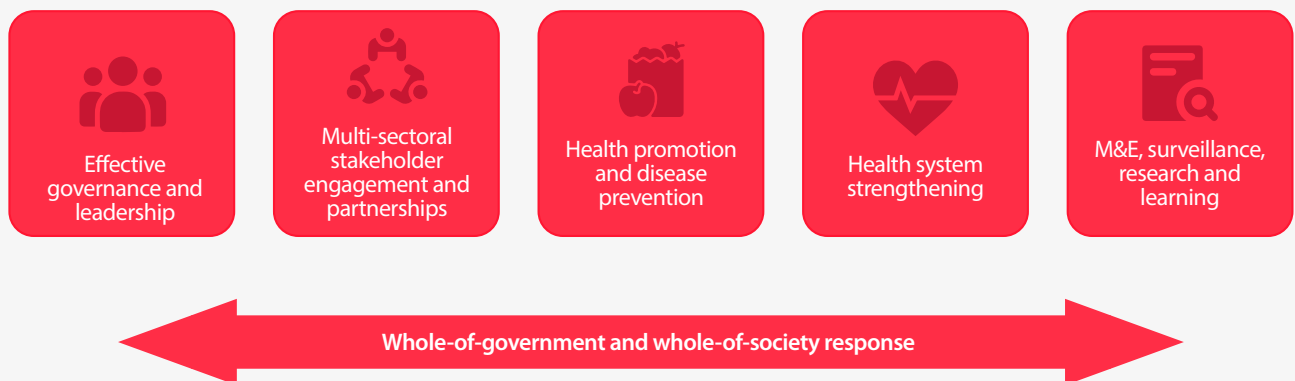 Effective
governance and
leadership
Multi-sectoral
stakeholder
engagement and
partnerships
Health promotion
and disease
prevention
Health system
strengthening
M&E, surveillance,
research and
learning
Whole-of-government and whole-of-society response